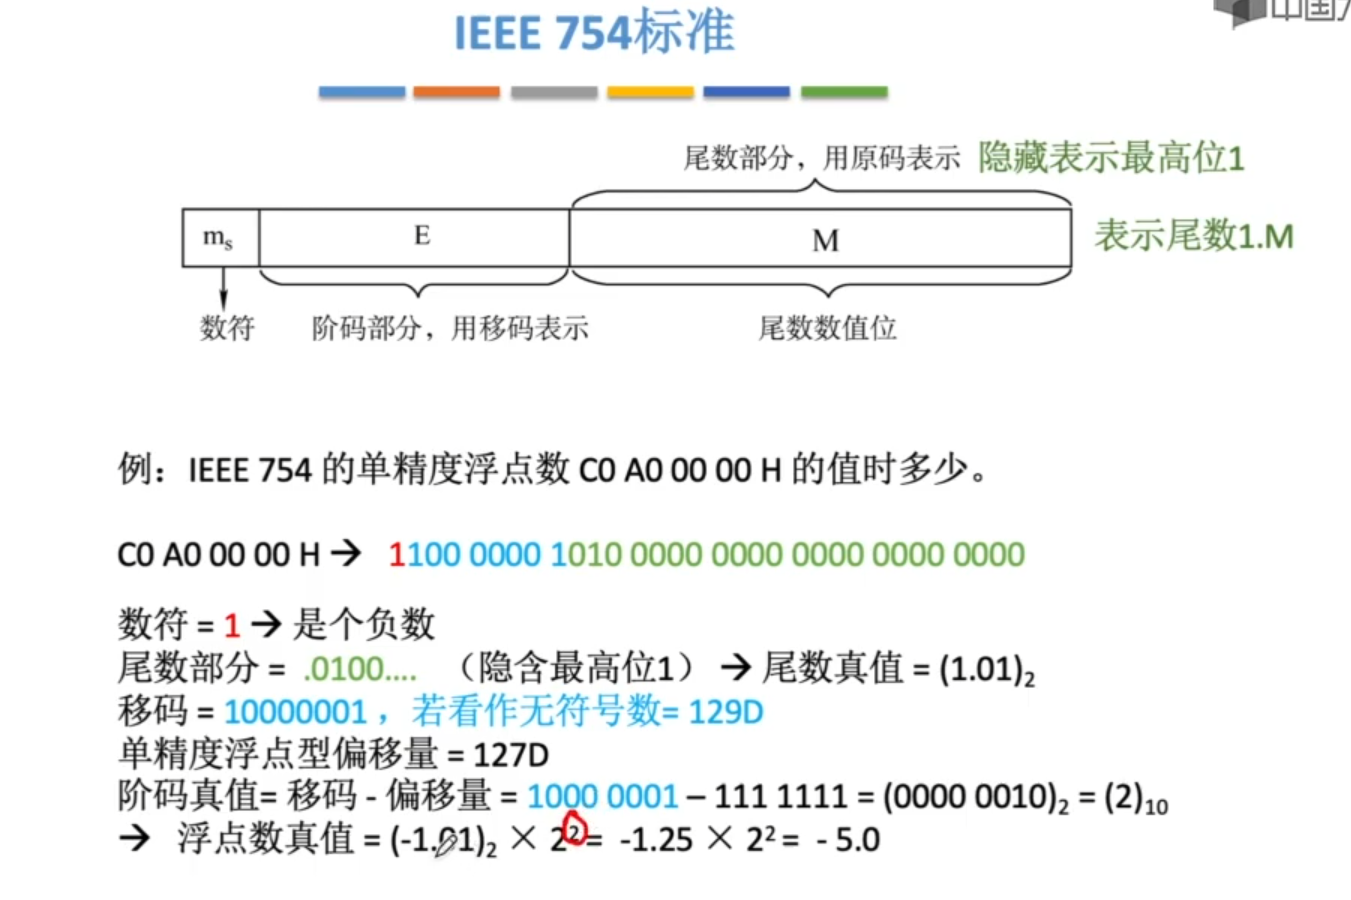 中国大
IEEE 754标准
尾数部分，用原码表示 隐藏表示最高位1
mₛ E M 表示尾数1.M
数符 阶码部分，用移码表示 尾数数值位
例：IEEE 754 的单精度浮点数 C0 A0 00 00 H 的值时多少。
C0 A0 00 00 H → 1100 0000 1010 0000 0000 0000 0000 0000
数符 = 1 → 是个负数
尾数部分 = .0100.... （隐含最高位1） → 尾数真值 = (1.01)₂
移码 = 10000001 ，若看作无符号数= 129D
单精度浮点型偏移量 = 127D
阶码真值= 移码 - 偏移量 = 1000 0001 – 111 1111 = (0000 0010)₂ = (2)₁₀
→ 浮点数真值 = (-1.01)₂ × 2² = -1.25 × 2² = - 5.0